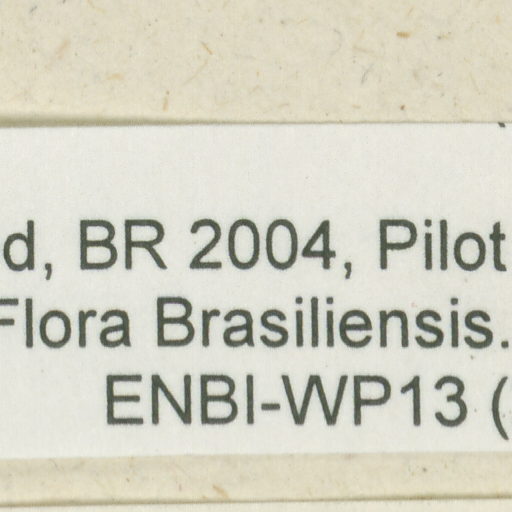 d, BR 2004, Pilot
Flora Brasiliensis.
ENBI-WP13 (